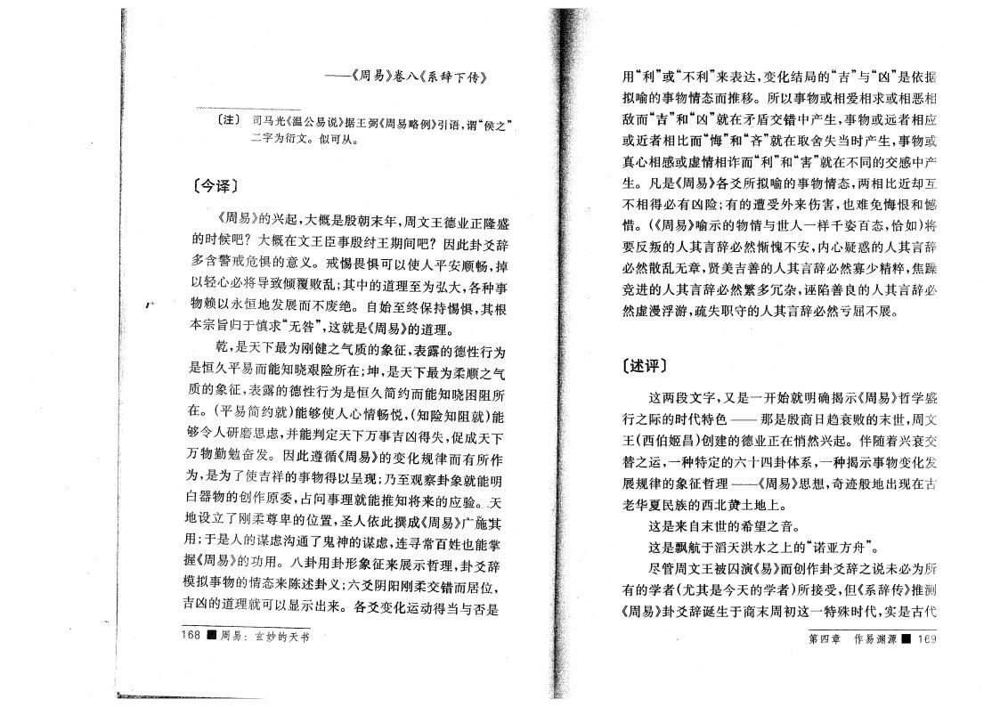 ——《周易》卷八《系辞下传》
〔注〕 司马光《温公易说》据王弼《周易略例》引语，谓“侯之”
二字为衍文。似可从。
〔今译〕
《周易》的兴起，大概是殷朝末年，周文王德业正隆盛
的时候吧？大概在文王臣事殷纣王期间吧？因此卦爻辞
多含警戒危惧的意义。戒惕畏惧可以使人平安顺畅，掉
以轻心必将导致倾覆败乱；其中的道理至为弘大，各种事
物赖以永恒地发展而不废绝。自始至终保持惕惧，其根
本宗旨归于慎求“无咎”，这就是《周易》的道理。
乾，是天下最为刚健之气质的象征，表露的德性行为
是恒久平易而能知晓艰险所在；坤，是天下最为柔顺之气
质的象征，表露的德性行为是恒久简约而能知晓困阻所
在。（平易简约就）能够使人心情畅悦，（知险知阻就）能
够令人研磨思虑，并能判定天下万事吉凶得失，促成天下
万物勤勉奋发。因此遵循《周易》的变化规律而有所作
为，是为了使吉祥的事物得以呈现；乃至观察卦象就能明
白器物的创作原委，占问事理就能推知将来的应验。天
地设立了刚柔尊卑的位置，圣人依此撰成《周易》广施其
用；于是人的谋虑沟通了鬼神的谋虑，连寻常百姓也能掌
握《周易》的功用。八卦用卦形象征来展示哲理，卦爻辞
模拟事物的情态来陈述卦义；六爻阴阳刚柔交错而居位，
吉凶的道理就可以显示出来。各爻变化运动得当与否是
168 ■ 周易：玄妙的天书
用“利”或“不利”来表达，变化结局的“吉”与“凶”是依据
拟喻的事物情态而推移。所以事物或相爱相求或相恶相
敌而“吉”和“凶”就在矛盾交错中产生，事物或远者相应
或近者相比而“悔”和“吝”就在取舍失当时产生，事物或
真心相感或虚情相诈而“利”和“害”就在不同的交感中产
生。凡是《周易》各爻所拟喻的事物情态，两相比近却互
不相得必有凶险；有的遭受外来伤害，也难免悔恨和憾
惜。（《周易》喻示的物情与世人一样千姿百态，恰如）将
要反叛的人其言辞必然惭愧不安，内心疑惑的人其言辞
必然散乱无章，贤美吉善的人其言辞必然寡少精粹，焦躁
竞进的人其言辞必然繁多冗杂，诬陷善良的人其言辞必
然虚漫浮游，疏失职守的人其言辞必然亏屈不展。
〔述评〕
这两段文字，又是一开始就明确揭示《周易》哲学盛
行之际的时代特色——那是殷商日趋衰败的末世，周文
王（西伯姬昌）创建的德业正在悄然兴起。伴随着兴衰交
替之运，一种特定的六十四卦体系，一种揭示事物变化发
展规律的象征哲理——《周易》思想，奇迹般地出现在古
老华夏民族的西北黄土地上。
这是来自末世的希望之音。
这是飘航于滔天洪水之上的“诺亚方舟”。
尽管周文王被囚演《易》而创作卦爻辞之说未必为所
有的学者（尤其是今天的学者）所接受，但《系辞传》推测
《周易》卦爻辞诞生于商末周初这一特殊时代，实是古代
第四章 作易渊源 ■ 169